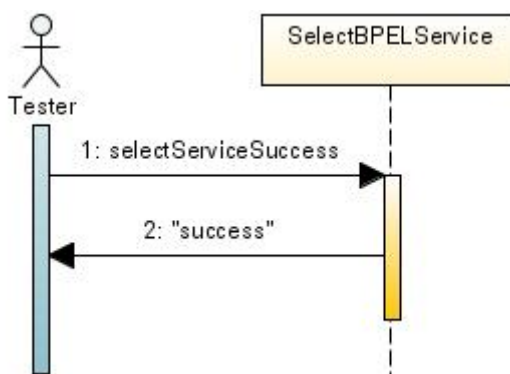 SelectBPELService
Tester
1: selectServiceSuccess
2: "success"